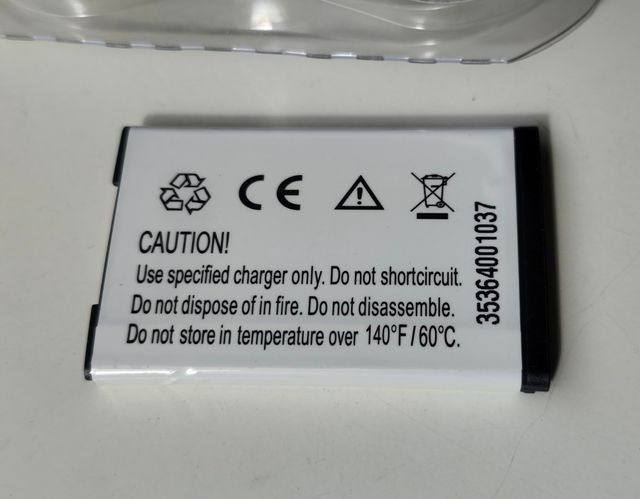 CE
CAUTION!
Use specified charger only. Do not shortcircuit.
Do not dispose of in fire. Do not disassemble.
Do not store in temperature over 140°F/60°C.
35364001037